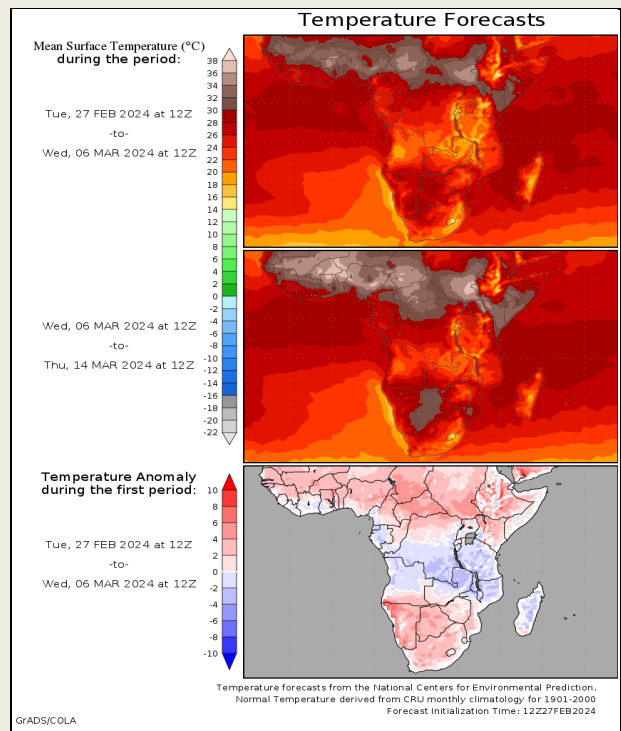 Temperature Forecasts
Mean Surface Temperature (°C)
during the period:
Tue, 27 FEB 2024 at 12Z
-to-
Wed, 06 MAR 2024 at 12Z
38
36
34
32
30
28
26
24
22
20
18
16
14
12
10
8
6
4
2
0
-2
-4
-6
-8
-10
-12
-14
-16
-18
-20
-22
Wed, 06 MAR 2024 at 12Z
-to-
Thu, 14 MAR 2024 at 12Z
Temperature Anomaly
during the first period:
Tue, 27 FEB 2024 at 12Z
-to-
Wed, 06 MAR 2024 at 12Z
10
8
6
4
2
0
-2
-4
-6
-8
-10
Temperature forecasts from the National Centers for Environmental Prediction.
Normal Temperature derived from CRU monthly climatology for 1901-2000
Forecast Initialization Time: 12Z27FEB2024
GrADS/COLA